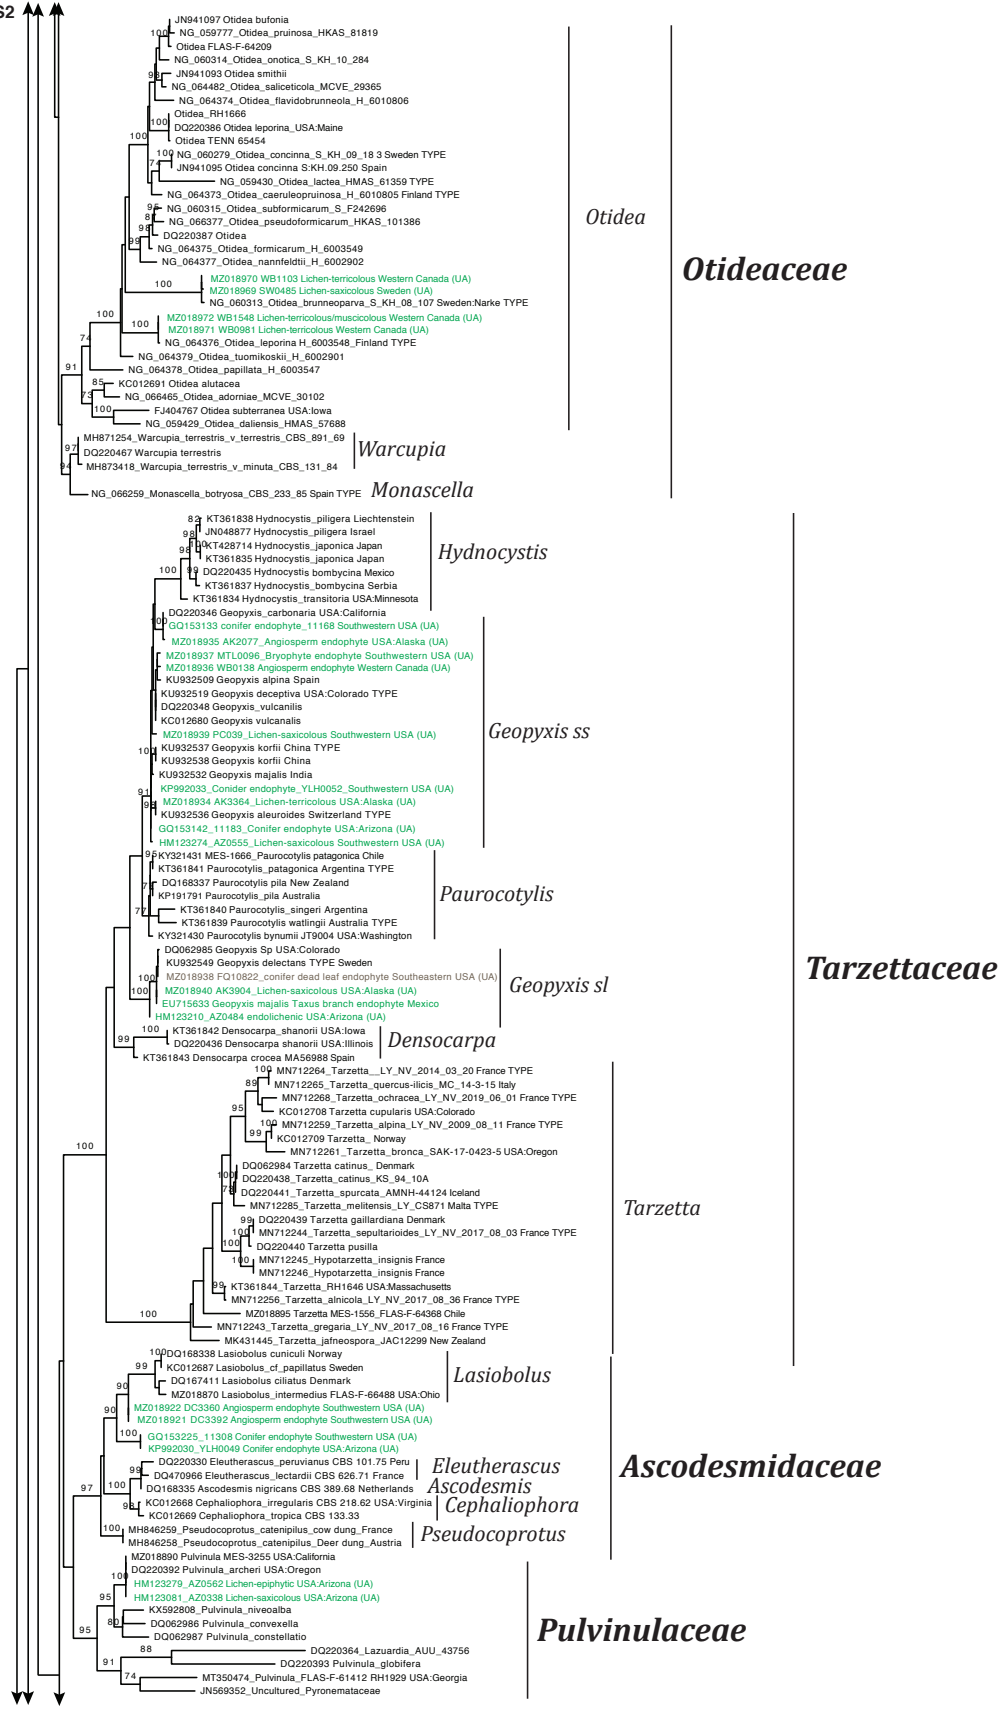 S2
JN941097 Otidea bufonia
100
NG_059777_Otidea_pruinosa_HKAS_81819
Otidea FLAS-F-64209
NG_060314_Otidea_onotica_S_KH_10_284
JN941093 Otidea smithii
NG_064482_Otidea_saliceticola_MCVE_29365
NG_064374_Otidea_flavidobrunneola_H_6010806
Otidea_RH1666
100
DQ220386 Otidea leporina_USA:Maine
100
Otidea TENN 65454
100
NG_060279_Otidea_concinna_S_KH_09_18 3 Sweden TYPE
74
JN941095 Otidea concinna S:KH.09.250 Spain
NG_059430_Otidea_lactea_HMAS_61359 TYPE
NG_064373_Otidea_caeruleopruinosa_H_6010805 Finland TYPE
95
NG_060315_Otidea_subformicarum_S_F242696
NG_066377_Otidea_pseudoformicarum_HKAS_101386
Otidea
98
DQ220387 Otidea
99
NG_064375_Otidea_formicarum_H_6003549
NG_064377_Otidea_nannfeldtii_H_6002902
Otideaceae
MZ018970 WB1103 Lichen-terricolous Western Canada (UA)
100
MZ018969 SW0485 Lichen-saxicolous Sweden (UA)
NG_060313_Otidea_brunneoparva_S_KH_08_107 Sweden:Narke TYPE
MZ018972 WB1548 Lichen-terricolous/muscicolous Western Canada (UA)
100
100
MZ018971 WB0981 Lichen-terricolous Western Canada (UA)
74
NG_064376_Otidea_leporina H_6003548_Finland TYPE
NG_064379_Otidea_tuomikoskii_H_6002901
91
NG_064378_Otidea_papillata_H_6003547
85
KC012691 Otidea alutacea
73
NG_066465_Otidea_adorniae_MCVE_30102
100
FJ404767 Otidea subterranea USA:Iowa
NG_059429_Otidea_daliensis_HMAS_57688
MH871254_Warcupia_terrestris_v_terrestris_CBS_891_69
97
DQ220467 Warcupia terrestris
Warcupia
94
MH873418_Warcupia_terrestris_v_minuta_CBS_131_84
NG_066259_Monascella_botryosa_CBS_233_85 Spain TYPE
Monascella
82
KT361838 Hydnocystis_piligera Liechtenstein
98
JN048877 Hydnocystis_piligera Israel
100
KT428714 Hydnocystis_japonica Japan
98
KT361835 Hydnocystis_japonica Japan
Hydnocystis
100
99
DQ220435 Hydnocystis bombycina Mexico
KT361837 Hydnocystis_bombycina Serbia
KT361834 Hydnocystis_transitoria USA:Minnesota
DQ220346 Geopyxis_carbonaria USA:California
100
GQ153133 conifer endophyte_11168 Southwestern USA (UA)
MZ018935 AK2077_Angiosperm endophyte USA:Alaska (UA)
MZ018937 MTL0096_Bryophyte endophyte Southwestern USA (UA)
MZ018936 WB0138 Angiosperm endophyte Western Canada (UA)
KU932509 Geopyxis alpina Spain
KU932519 Geopyxis deceptiva USA:Colorado TYPE
DQ220348 Geopyxis_vulcanilis
KC012680 Geopyxis vulcanalis
Geopyxis ss
MZ018939 PC039_Lichen-saxicolous Southwestern USA (UA)
100
KU932537 Geopyxis korfii China TYPE
KU932538 Geopyxis korfii China
KU932532 Geopyxis majalis India
91
KP992033_Conider endophyte_YLH0052_Southwestern USA (UA)
MZ018934 AK3364_Lichen-terricolous USA:Alaska (UA)
KU932536 Geopyxis aleuroides Switzerland TYPE
GQ153142_11183_Conifer endophyte USA:Arizona (UA)
HM123274_AZ0555_Lichen-saxicolous Southwestern USA (UA)
95
KY321431 MES-1666_Paurocotylis patagonica Chile
KT361841 Paurocotylis_patagonica Argentina TYPE
DQ168337 Paurocotylis pila New Zealand
Paurocotylis
KP191791 Paurocotylis_pila Australia
77
KT361840 Paurocotylis_singeri Argentina
KT361839 Paurocotylis watlingii Australia TYPE
KY321430 Paurocotylis bynumii JT9004 USA:Washington
DQ062985 Geopyxis Sp USA:Colorado
KU932549 Geopyxis delectans TYPE Sweden
Tarzettaceae
100
MZ018938 FQ10822_conifer dead leaf endophyte Southeastern USA (UA)
Geopyxis sl
100
MZ018940 AK3904_Lichen-saxicolous USA:Alaska (UA)
EU715633 Geopyxis majalis Taxus branch endophyte Mexico
HM123210_AZ0484 endolichenic USA:Arizona (UA)
100
KT361842 Densocarpa_shanorii USA:Iowa
99
DQ220436 Densocarpa shanorii USA:Illinois
Densocarpa
KT361843 Densocarpa crocea MA56988 Spain
100
MN712264_Tarzetta__LY_NV_2014_03_20 France TYPE
89
MN712265_Tarzetta_quercus-ilicis_MC_14-3-15 Italy
MN712268_Tarzetta_ochracea_LY_NV_2019_06_01 France TYPE
95
KC012708 Tarzetta cupularis USA:Colorado
100
MN712259_Tarzetta_alpina_LY_NV_2009_08_11 France TYPE
99
KC012709 Tarzetta_ Norway
100
MN712261_Tarzetta_bronca_SAK-17-0423-5 USA:Oregon
DQ062984 Tarzetta catinus_ Denmark
100
DQ220438_Tarzetta_catinus_KS_94_10A
DQ220441_Tarzetta_spurcata_AMNH-44124 Iceland
MN712285_Tarzetta_melitensis_LY_CS871 Malta TYPE
Tarzetta
99
DQ220439 Tarzetta gaillardiana Denmark
100
MN712244_Tarzetta_sepultarioides_LY_NV_2017_08_03 France TYPE
100
DQ220440 Tarzetta pusilla
100
MN712245_Hypotarzetta_insignis France
MN712246_Hypotarzetta_insignis France
99
KT361844_Tarzetta_RH1646 USA:Massachusetts
MN712256_Tarzetta_alnicola_LY_NV_2017_08_36 France TYPE
100
MZ018895 Tarzetta MES-1556_FLAS-F-64368 Chile
MN712243_Tarzetta_gregaria_LY_NV_2017_08_16 France TYPE
MK431445_Tarzetta_jafneospora_JAC12299 New Zealand
100
DQ168338 Lasiobolus cuniculi Norway
99
KC012687 Lasiobolus_cf_papillatus Sweden
Lasiobolus
90
DQ167411 Lasiobolus ciliatus Denmark
MZ018870 Lasiobolus_intermedius FLAS-F-66488 USA:Ohio
90
MZ018922 DC3360 Angiosperm endophyte Southwestern USA (UA)
MZ018921 DC3392 Angiosperm endophyte Southwestern USA (UA)
100
GQ153225_11308 Conifer endophyte Southwestern USA (UA)
KP992030_YLH0049 Conifer endophyte USA:Arizona (UA)
DQ220330 Eleutherascus_peruvianus CBS 101.75 Peru
Eleutherascus
Ascodesmidaceae
99
DQ470966 Eleutherascus_lectardii CBS 626.71 France
100
DQ168335 Ascodesmis nigricans CBS 389.68 Netherlands
Ascodesmis
97
98
KC012668 Cephaliophora_irregularis CBS 218.62 USA:Virginia
Cephaliophora
KC012669 Cephaliophora_tropica CBS 133.33
100
MH846259_Pseudocoprotus_catenipilus_cow dung_France
Pseudocoprotus
MH846258_Pseudocoprotus_catenipilus_Deer dung_Austria
MZ018890 Pulvinula MES-3255 USA:California
100
DQ220392 Pulvinula_archeri USA:Oregon
HM123279_AZ0562 Lichen-epiphytic USA:Arizona (UA)
95
HM123081_AZ0338 Lichen-saxicolous USA:Arizona (UA)
KX592808_Pulvinula_niveoalba
80
DQ062986 Pulvinula_convexella
95
DQ062987 Pulvinula_constellatio
Pulvinulaceae
88
DQ220364_Lazuardia_AUU_43756
91
DQ220393 Pulvinula_globifera
74
MT350474_Pulvinula_FLAS-F-61412 RH1929 USA:Georgia
JN569352_Uncultured_Pyronemataceae